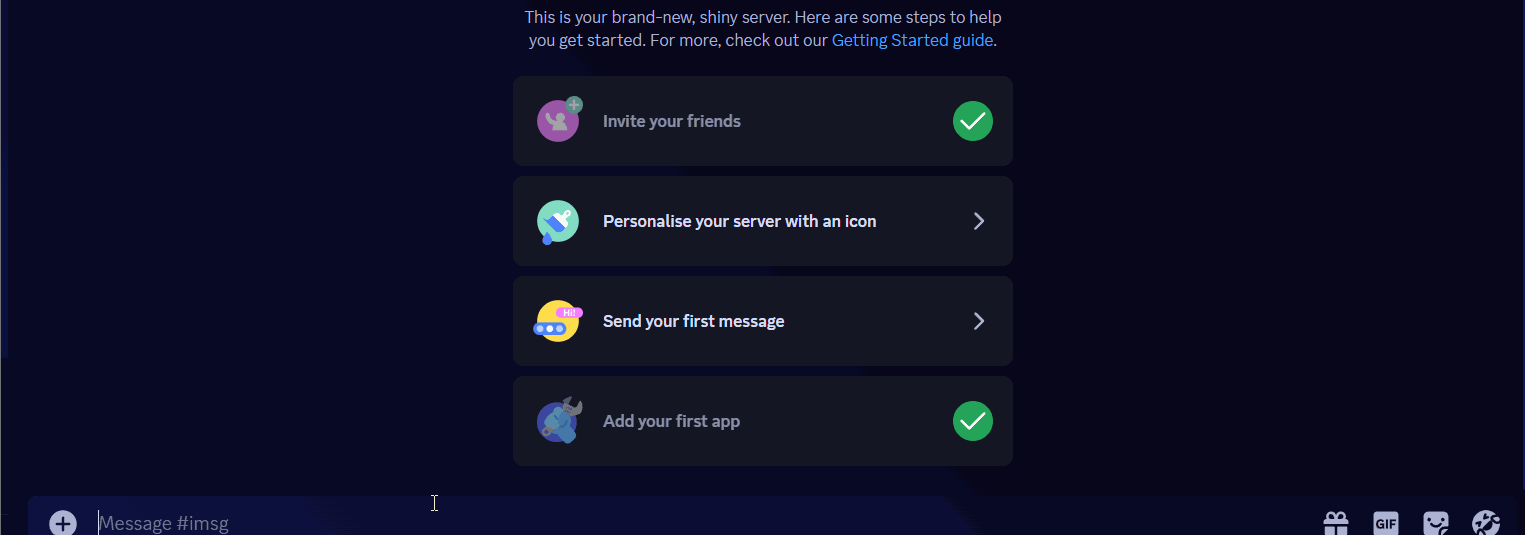 This is your brand-new, shiny server. Here are some steps to help
you get started. For more, check out our Getting Started guide.
Invite your friends
Personalise your server with an icon
Hi!
Send your first message
Add your first app
Message #imsg
GIF